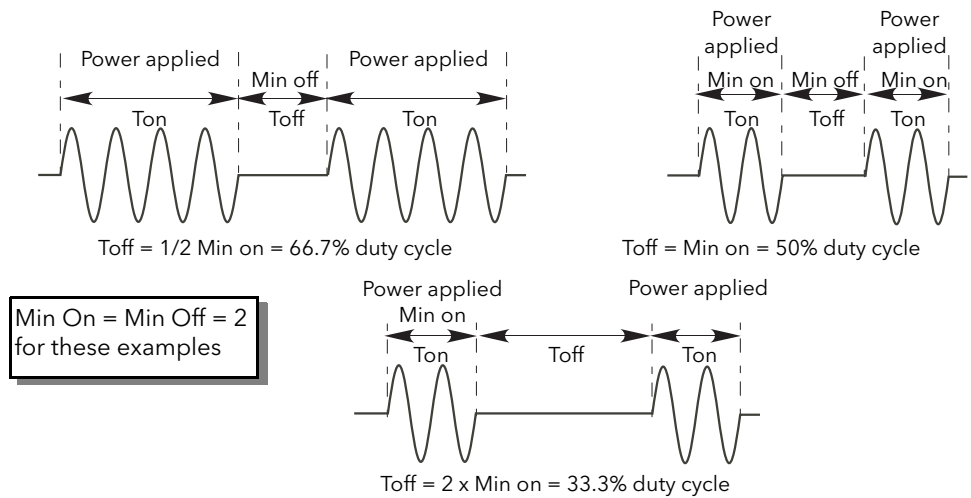 Power applied
Min off
Power applied
Ton
Toff
Ton
Toff = 1/2 Min on = 66.7% duty cycle
Power
applied
Power
applied
Min on
Min off
Min on
Ton
Toff
Ton
Toff = Min on = 50% duty cycle
Min On = Min Off = 2
for these examples
Power applied
Power applied
Min on
Ton
Toff
Ton
Toff = 2 x Min on = 33.3% duty cycle